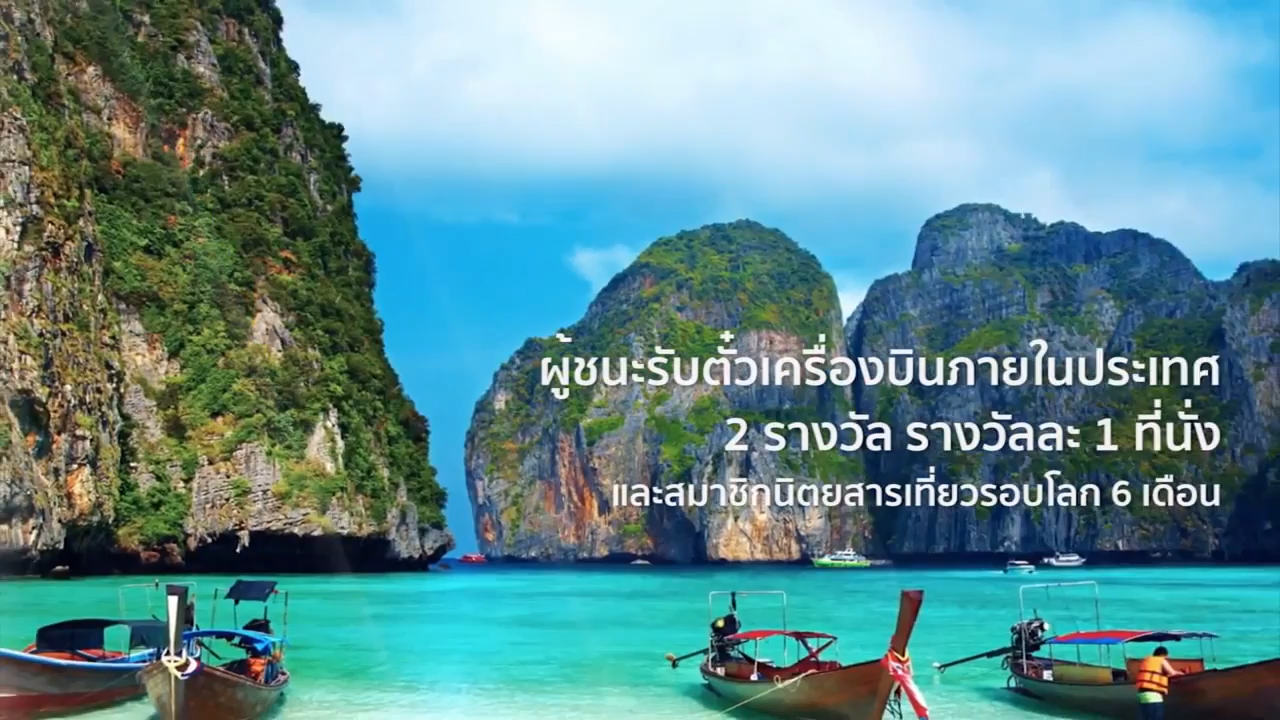 ผู้ชนะรับตั๋วเครื่องบินภายในประเทศ
2 รางวัล รางวัลละ 1 ที่นั่ง
และสมาชิกนิตยสารเที่ยวรอบโลก 6 เดือน